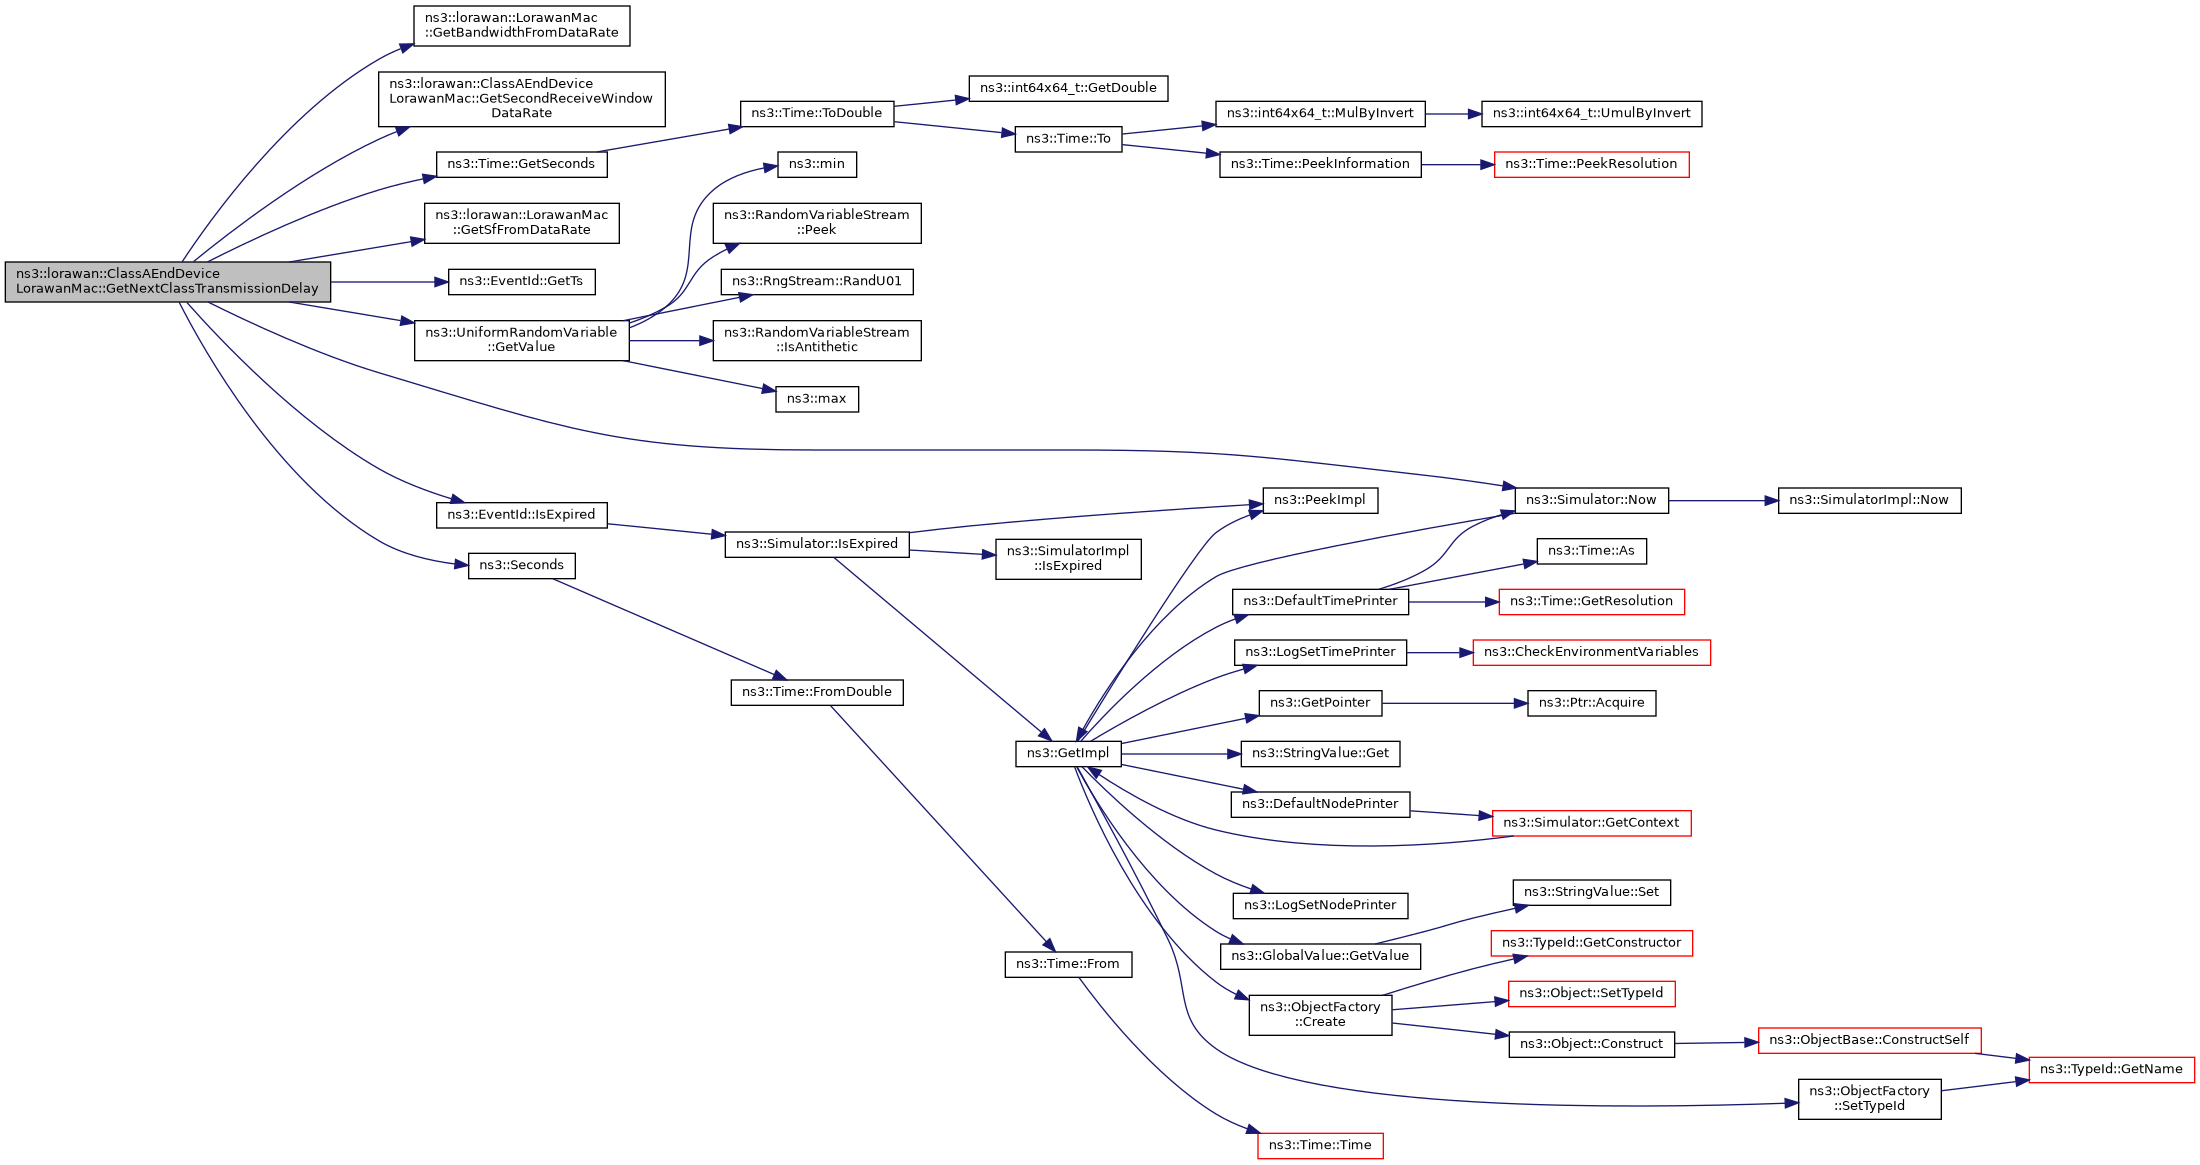 ns3::lorawan::LorawanMac
::GetBandwidthFromDataRate
ns3::lorawan::ClassAEndDevice
LorawanMac::GetSecondReceiveWindow
DataRate
ns3::Time::GetSeconds
ns3::lorawan::LorawanMac
::GetSfFromDataRate
ns3::lorawan::ClassAEndDevice
LorawanMac::GetNextClassTransmissionDelay
ns3::EventId::GetTs
ns3::UniformRandomVariable
::GetValue
ns3::EventId::IsExpired
ns3::Seconds
ns3::Time::ToDouble
ns3::min
ns3::RandomVariableStream
::Peek
ns3::RngStream::RandU01
ns3::RandomVariableStream
::IsAntithetic
ns3::max
ns3::Simulator::IsExpired
ns3::Time::FromDouble
ns3::int64x64_t::GetDouble
ns3::Time::To
ns3::SimulatorImpl
::IsExpired
ns3::GetImpl
ns3::Time::From
ns3::int64x64_t::MulByInvert
ns3::Time::PeekInformation
ns3::PeekImpl
ns3::DefaultTimePrinter
ns3::LogSetTimePrinter
ns3::GetPointer
ns3::StringValue::Get
ns3::DefaultNodePrinter
ns3::LogSetNodePrinter
ns3::GlobalValue::GetValue
ns3::ObjectFactory
::Create
ns3::Time::Time
ns3::int64x64_t::UmulByInvert
ns3::Time::PeekResolution
ns3::Simulator::Now
ns3::Time::As
ns3::Time::GetResolution
ns3::CheckEnvironmentVariables
ns3::Ptr::Acquire
ns3::Simulator::GetContext
ns3::StringValue::Set
ns3::TypeId::GetConstructor
ns3::Object::SetTypeId
ns3::Object::Construct
ns3::SimulatorImpl::Now
ns3::ObjectBase::ConstructSelf
ns3::ObjectFactory
::SetTypeId
ns3::TypeId::GetName